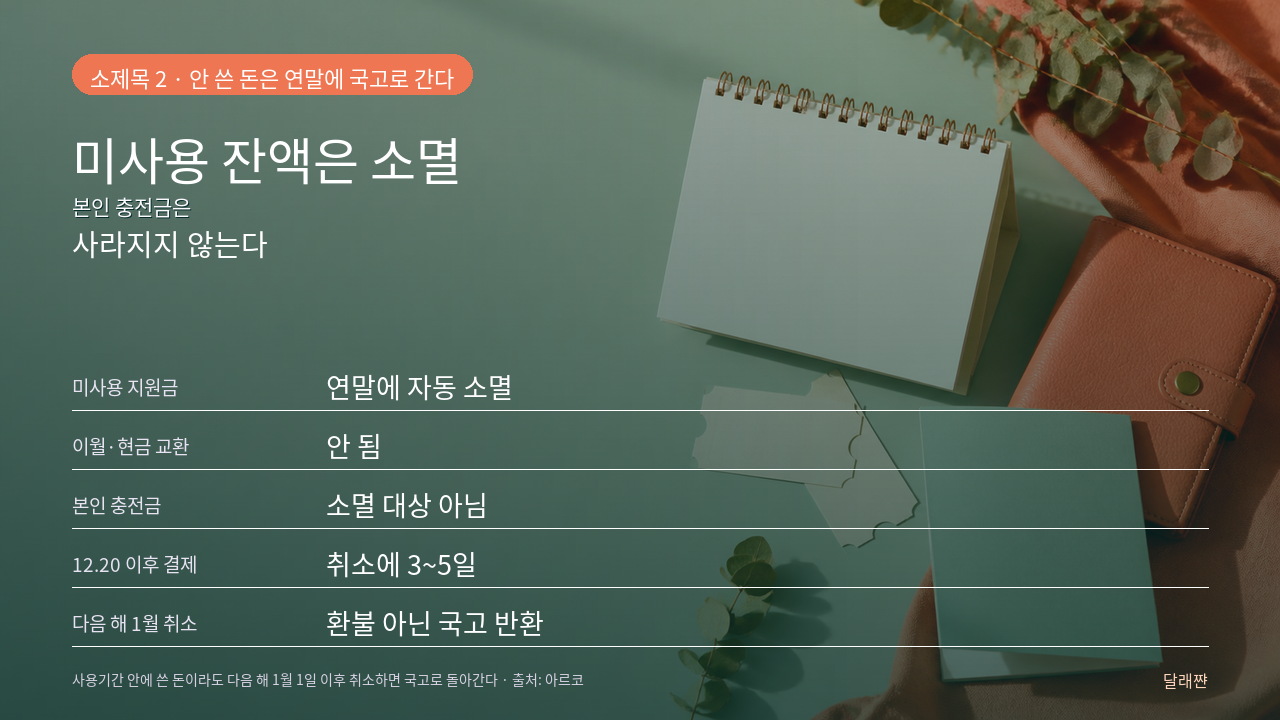 소제목 2 · 안 쓴 돈은 연말에 국고로 간다
미사용 잔액은 소멸
본인 충전금은
사라지지 않는다
미사용 지원금 연말에 자동 소멸
이월·현금 교환 안 됨
본인 충전금 소멸 대상 아님
12.20 이후 결제 취소에 3~5일
다음 해 1월 취소 환불 아닌 국고 반환
사용기간 안에 쓴 돈이라도 다음 해 1월 1일 이후 취소하면 국고로 돌아간다 · 출처: 아르코
달래쨘